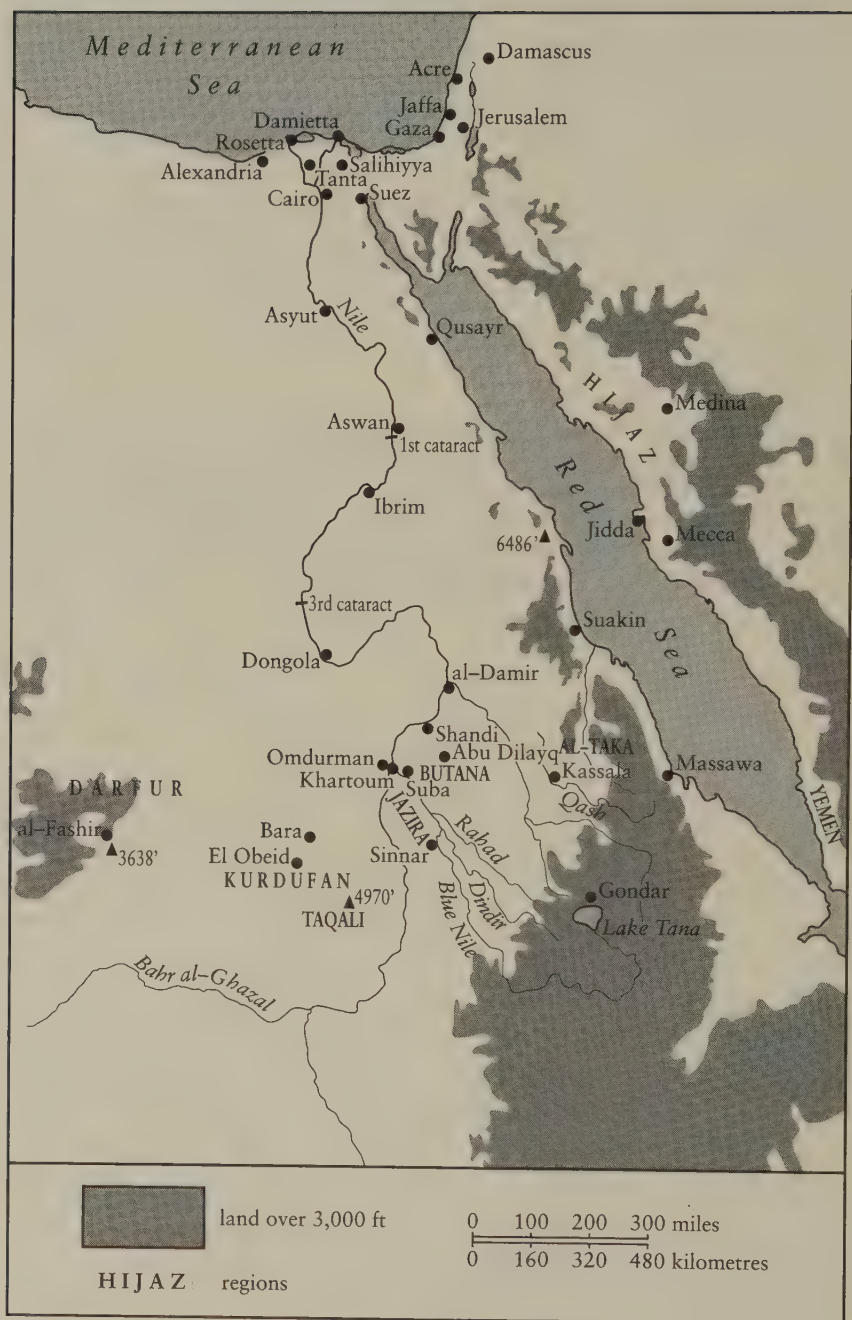 Mediterranean
Sea
Damascus
Acre
Jaffa
Jerusalem
Gaza
Damietta
Rosetta
Alexandria
Salihiyya
Tanta
Cairo
Suez
Asyut
Nile
Qusayr
HIJAZ
Medina
Aswan
1st cataract
Ibrim
Red
Sea
6486'
Jidda
Mecca
3rd cataract
Suakin
Dongola
al–Damir
Shandi
Abu Dilayq
AL–TAKA
Omdurman
Khartoum
Suba
BUTANA
Kassala
Massawa
Qash
YEMEN
DARFUR
al–Fashir
3638'
Bara
El Obeid
KURDUFAN
JAZIRA
Sinnar
Rahad
Dindir
Blue Nile
4970'
TAQALI
Gondar
Lake Tana
Bahr al–Ghazal
land over 3,000 ft
HIJAZ regions
0 100 200 300 miles
0 160 320 480 kilometres